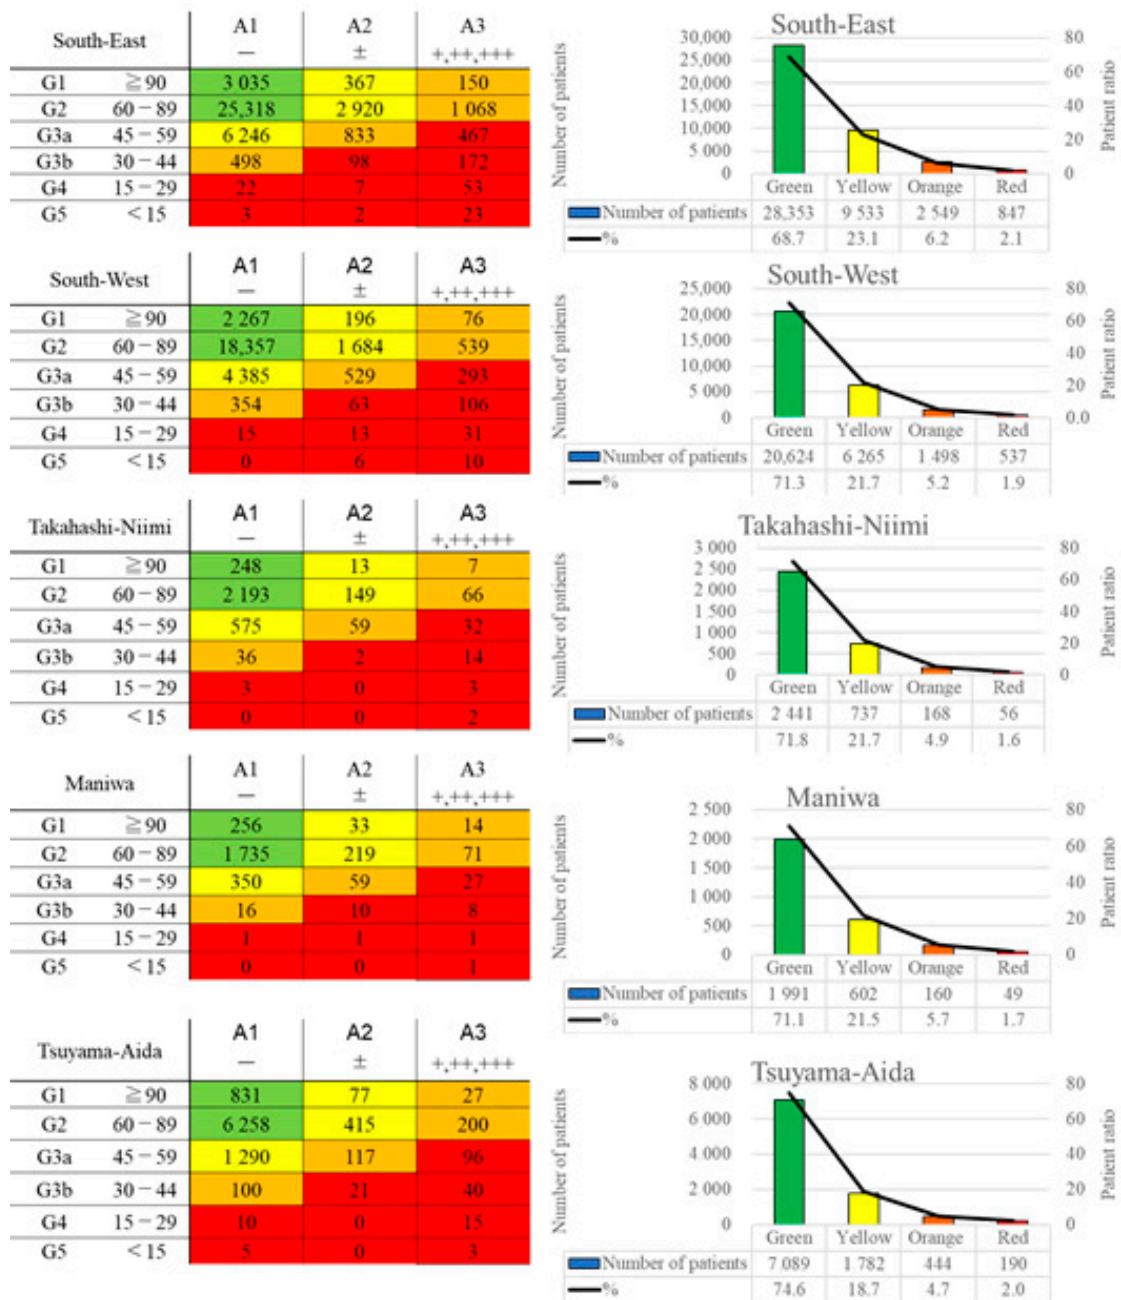 South-East A1 A2 A3
— ± +,++,+++
G1 ≧90 3 035 367 150
G2 60－89 25,318 2 920 1 068
G3a 45－59 6 246 833 467
G3b 30－44 498 98 172
G4 15－29 22 7 53
G5 ＜15 3 2 23
South-East
Number of patients
30,000
25,000
20,000
15,000
10,000
5 000
0
80
60
40
20
0
Patient ratio
Green Yellow Orange Red
Number of patients 28,353 9 533 2 549 847
% 68.7 23.1 6.2 2.1
South-West A1 A2 A3
— ± +,++,+++
G1 ≧90 2 267 196 76
G2 60－89 18,357 1 684 539
G3a 45－59 4 385 529 293
G3b 30－44 354 63 106
G4 15－29 15 13 31
G5 ＜15 0 6 10
South-West
Number of patients
25,000
20,000
15,000
10,000
5 000
0
80
60
40
20
0.0
Patient ratio
Green Yellow Orange Red
Number of patients 20,624 6 265 1 498 537
% 71.3 21.7 5.2 1.9
Takahashi-Niimi A1 A2 A3
— ± +,++,+++
G1 ≧90 248 13 7
G2 60－89 2 193 149 66
G3a 45－59 575 59 32
G3b 30－44 36 2 14
G4 15－29 3 0 3
G5 ＜15 0 0 2
Takahashi-Niimi
Number of patients
3 000
2 500
2 000
1 500
1 000
500
0
80
60
40
20
0
Patient ratio
Green Yellow Orange Red
Number of patients 2 441 737 168 56
% 71.8 21.7 4.9 1.6
Maniwa A1 A2 A3
— ± +,++,+++
G1 ≧90 256 33 14
G2 60－89 1 735 219 71
G3a 45－59 350 59 27
G3b 30－44 16 10 8
G4 15－29 1 1 1
G5 ＜15 0 0 1
Maniwa
Number of patients
2 500
2 000
1 500
1 000
500
0
80
60
40
20
0
Patient ratio
Green Yellow Orange Red
Number of patients 1 991 602 160 49
% 71.1 21.5 5.7 1.7
Tsuyama-Aida A1 A2 A3
— ± +,++,+++
G1 ≧90 831 77 27
G2 60－89 6 258 415 200
G3a 45－59 1 290 117 96
G3b 30－44 100 21 40
G4 15－29 10 0 15
G5 ＜15 5 0 3
Tsuyama-Aida
Number of patients
8 000
6 000
4 000
2 000
0
80
60
40
20
0
Patient ratio
Green Yellow Orange Red
Number of patients 7 089 1 782 444 190
% 74.6 18.7 4.7 2.0